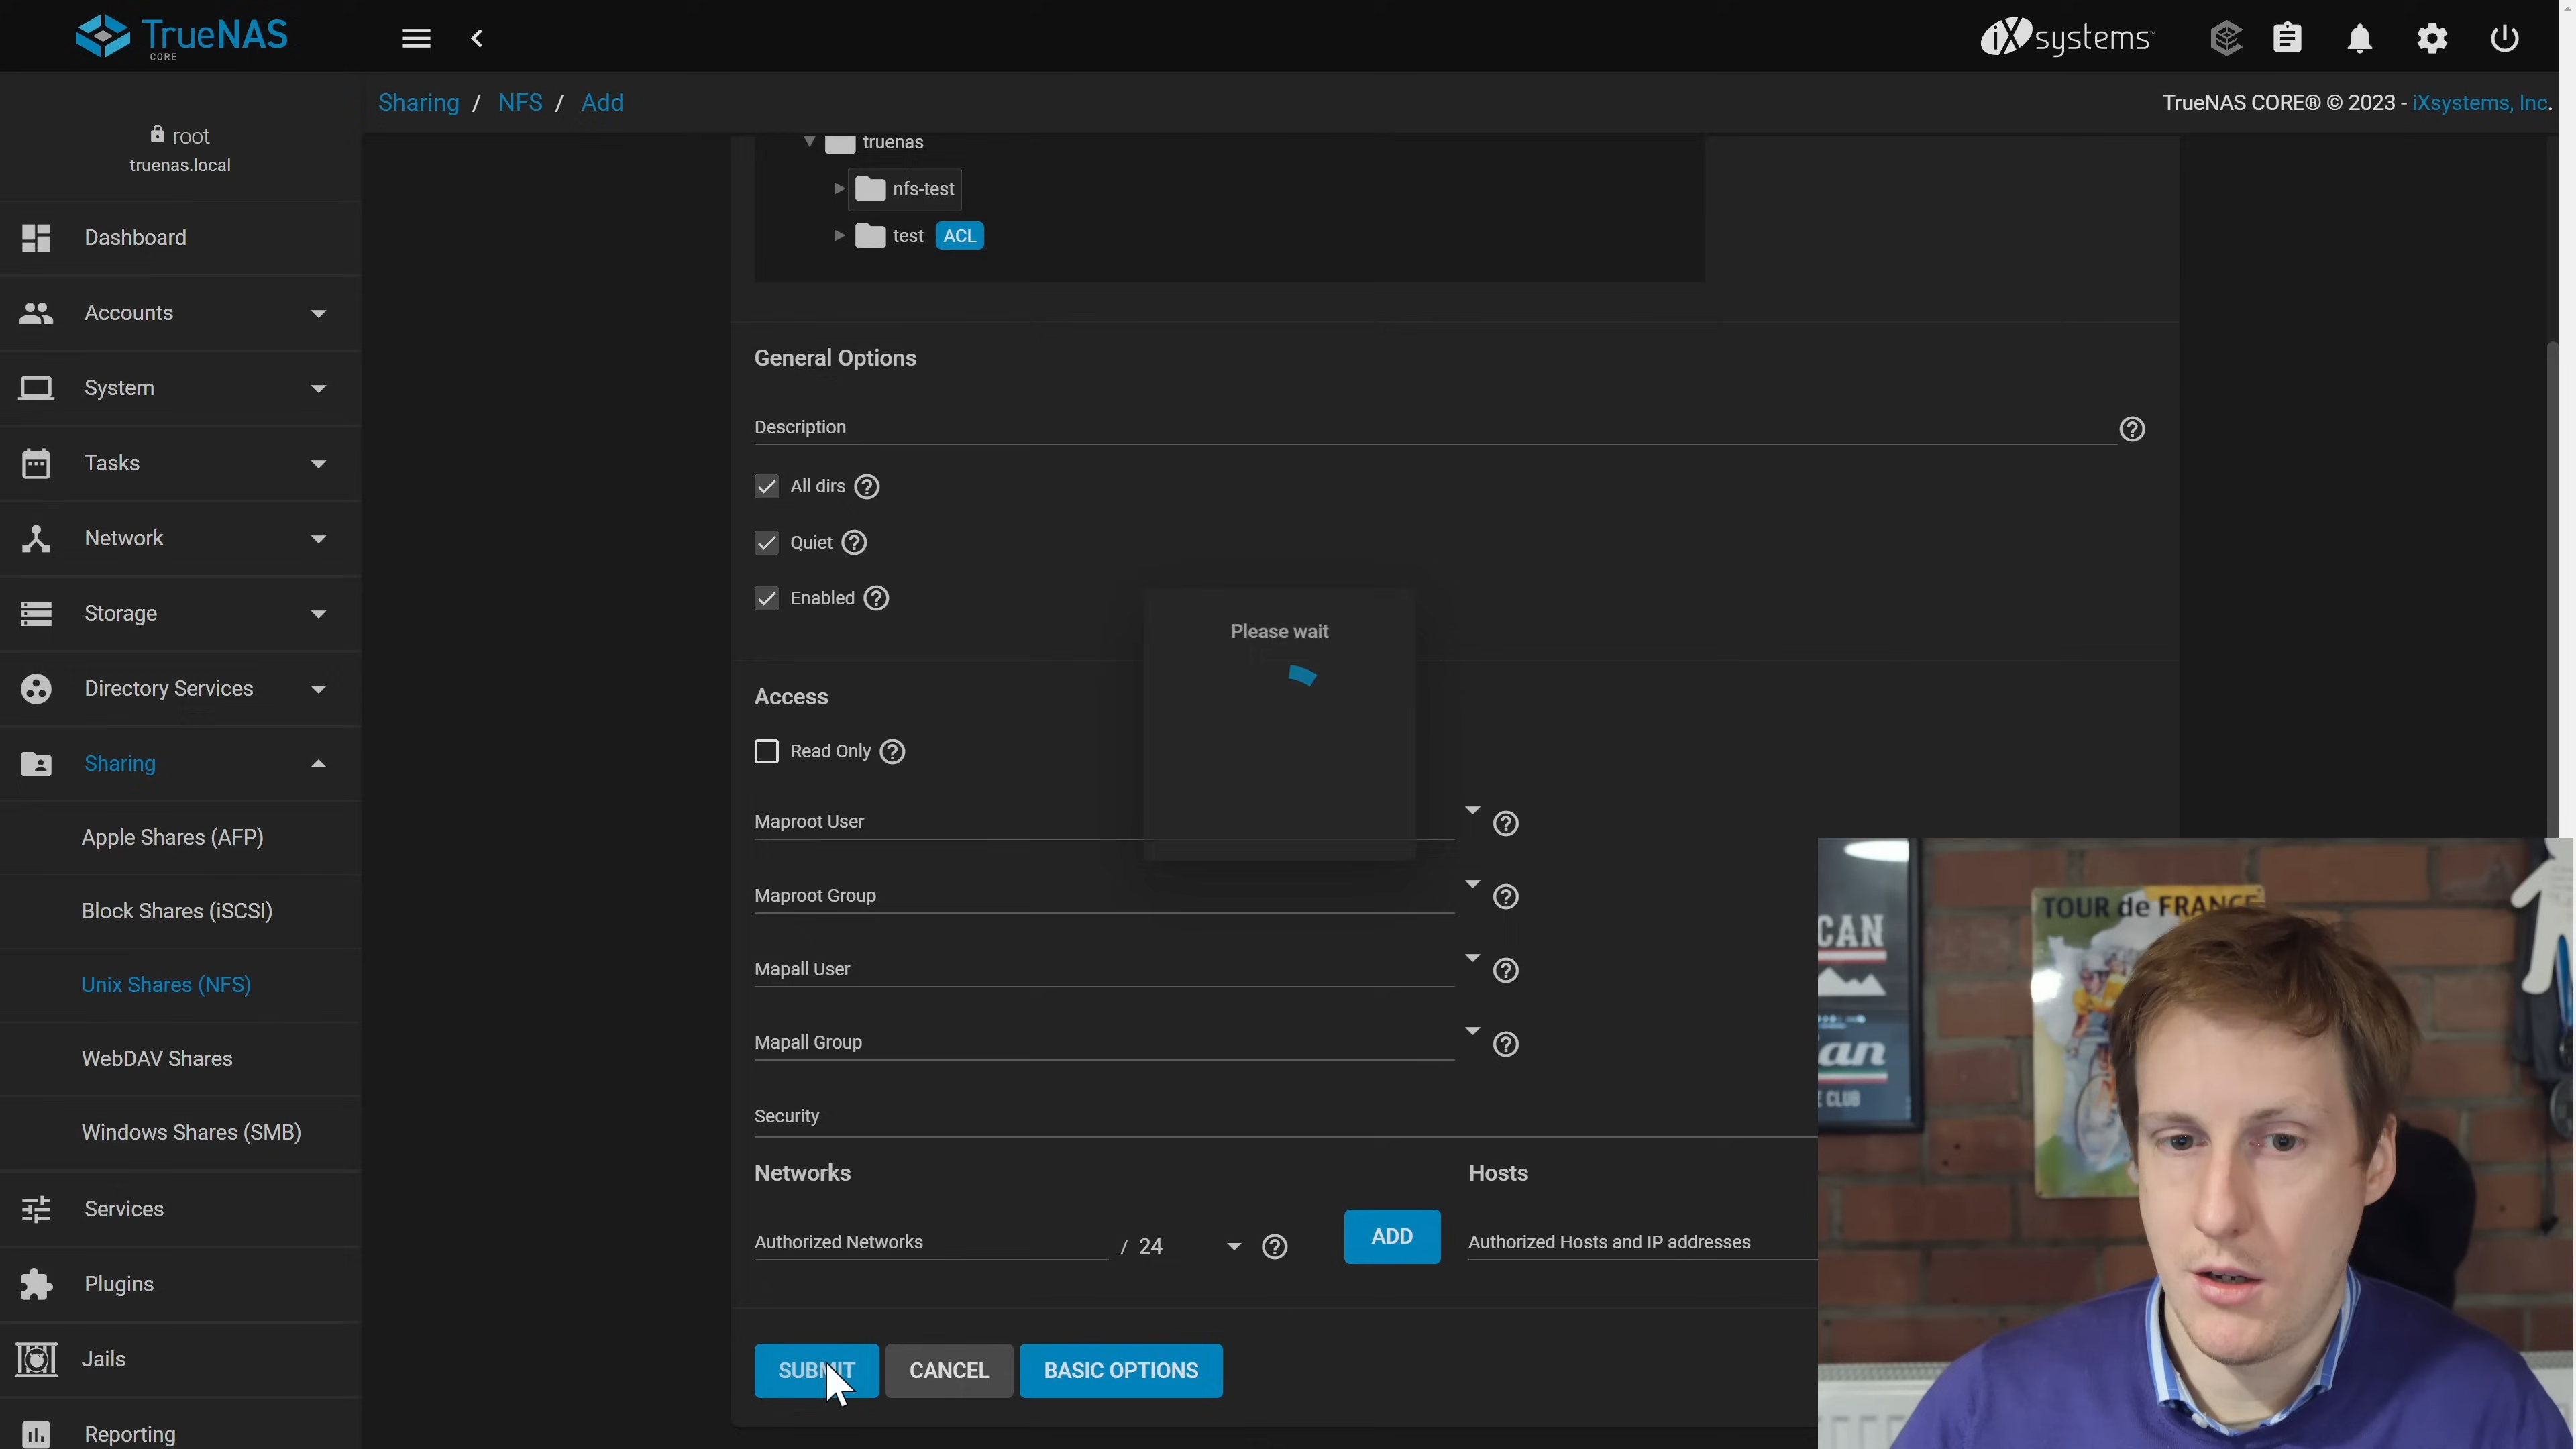 TrueNAS
CORE
iXsystems™
Sharing / NFS / Add
TrueNAS CORE® © 2023 - iXsystems, Inc.
root
truenas.local
Dashboard
Accounts
System
Tasks
Network
Storage
Directory Services
Sharing
Apple Shares (AFP)
Block Shares (iSCSI)
Unix Shares (NFS)
WebDAV Shares
Windows Shares (SMB)
Services
Plugins
Jails
Reporting
truenas
nfs-test
test ACL
General Options
Description
All dirs
Quiet
Enabled
Please wait
Access
Read Only
Maproot User
Maproot Group
Mapall User
Mapall Group
Security
Networks
Hosts
Authorized Networks / 24
ADD
Authorized Hosts and IP addresses
SUBMIT
CANCEL
BASIC OPTIONS
TOUR de FRANCE
CAN
an
E CLUB